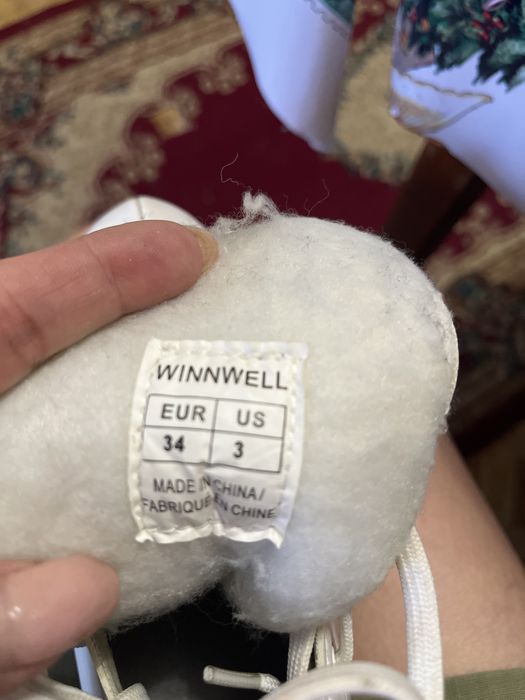 WINNWELL
EUR US
34 3
MADE IN CHINA/
FABRIQUE EN CHINE